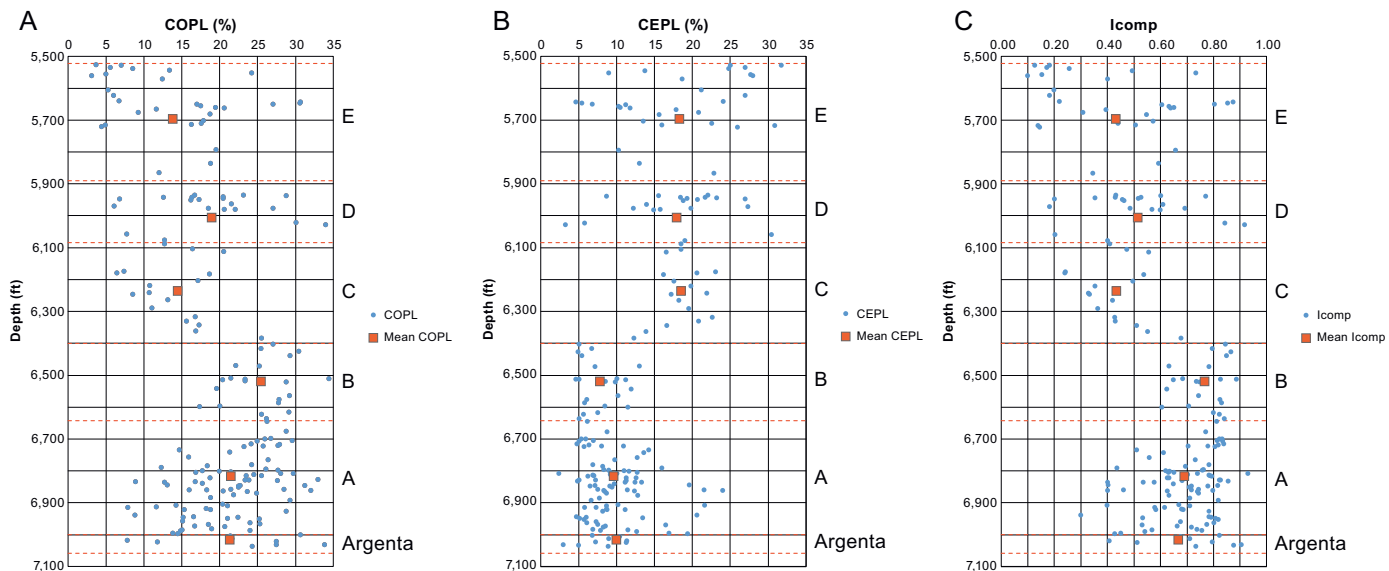 A
COPL (%)
0 5 10 15 20 25 30 35
5,500
5,700
5,900
6,100
6,300
6,500
6,700
6,900
7,100
Depth (ft)
E
D
C
B
A
Argenta
COPL
Mean COPL
B
CEPL (%)
0 5 10 15 20 25 30 35
5,500
5,700
5,900
6,100
6,300
6,500
6,700
6,900
7,100
Depth (ft)
E
D
C
B
A
Argenta
CEPL
Mean CEPL
C
Icomp
0.00 0.20 0.40 0.60 0.80 1.00
5,500
5,700
5,900
6,100
6,300
6,500
6,700
6,900
7,100
Depth (ft)
E
D
C
B
A
Argenta
Icomp
Mean Icomp